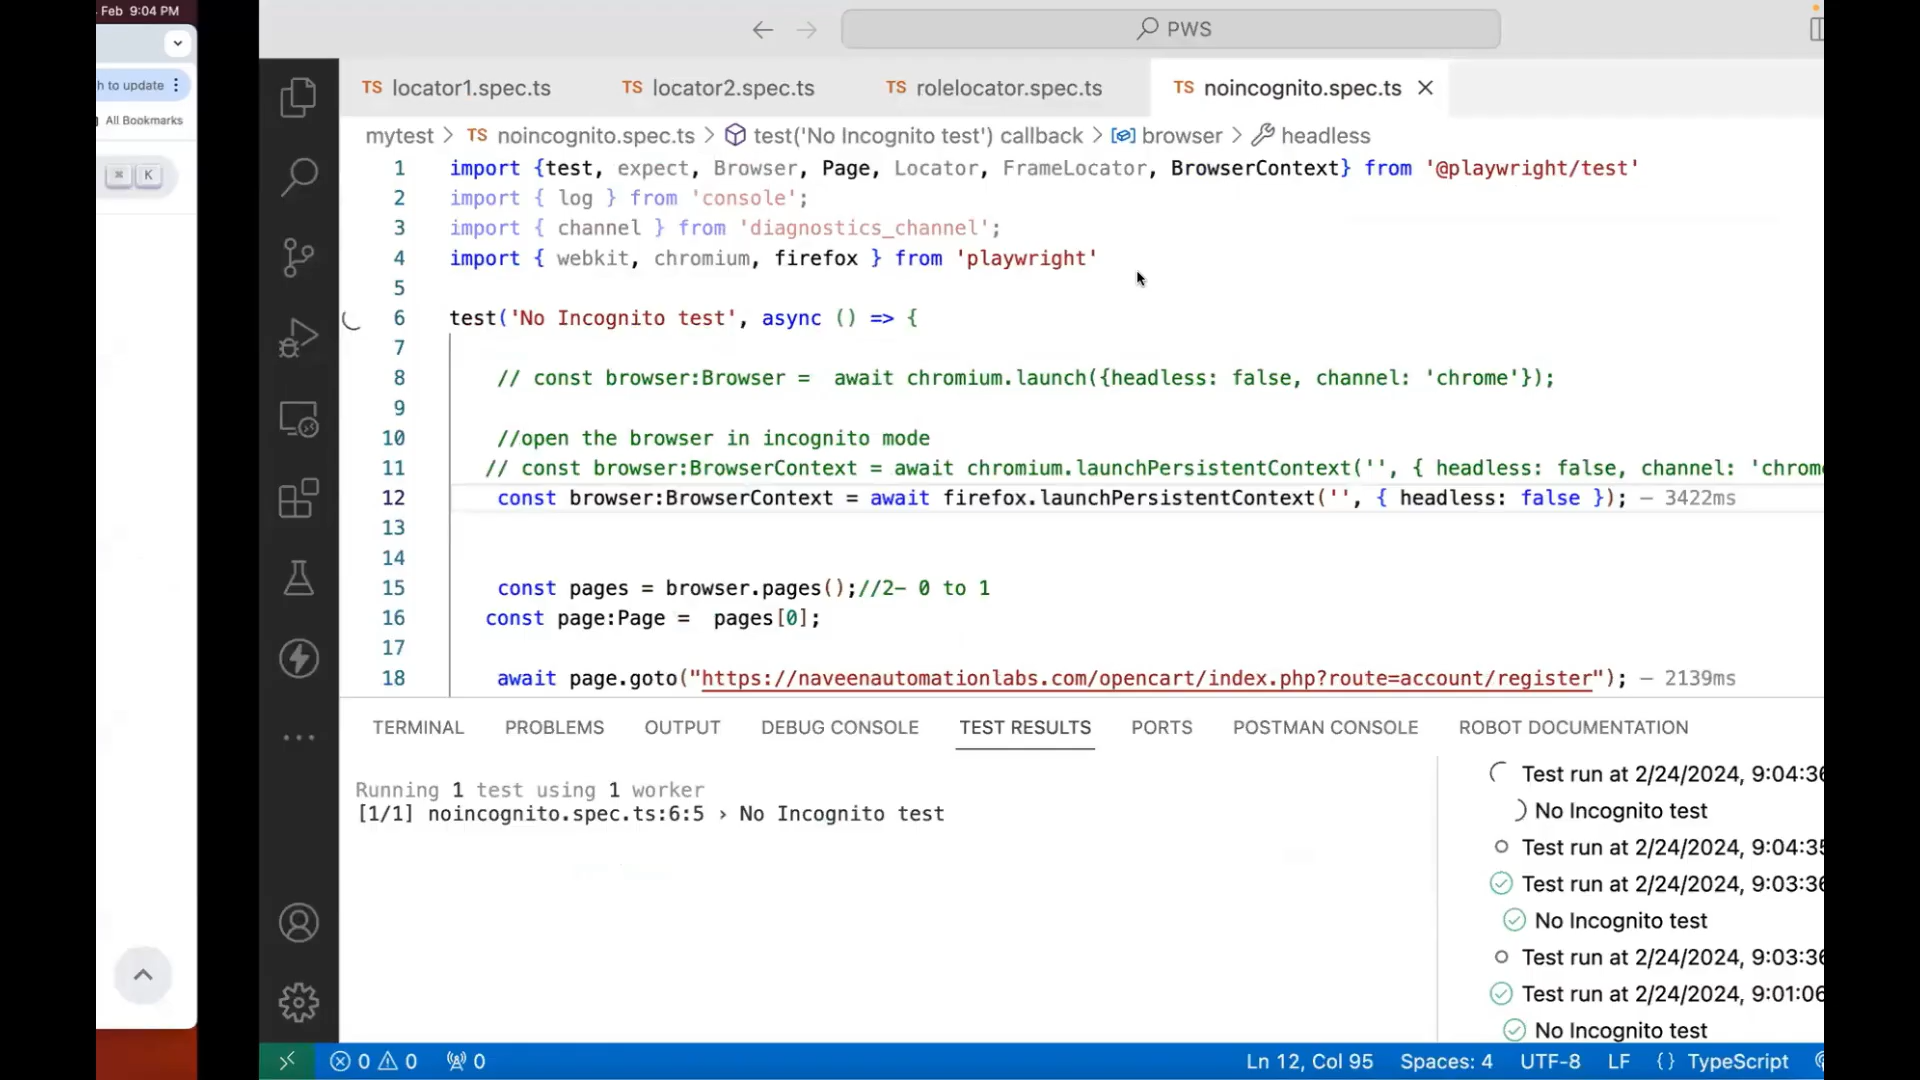 Feb 9:04 PM
h to update
All Bookmarks
⌘ K
PWS
TS locator1.spec.ts
TS locator2.spec.ts
TS rolelocator.spec.ts
TS noincognito.spec.ts
mytest > TS noincognito.spec.ts > test('No Incognito test') callback > browser > headless
1 import {test, expect, Browser, Page, Locator, FrameLocator, BrowserContext} from '@playwright/test'
2 import { log } from 'console';
3 import { channel } from 'diagnostics_channel';
4 import { webkit, chromium, firefox } from 'playwright'
5
6 test('No Incognito test', async () => {
7
8 // const browser:Browser = await chromium.launch({headless: false, channel: 'chrome'});
9
10 //open the browser in incognito mode
11 // const browser:BrowserContext = await chromium.launchPersistentContext('', { headless: false, channel: 'chrom
12 const browser:BrowserContext = await firefox.launchPersistentContext('', { headless: false }); — 3422ms
13
14
15 const pages = browser.pages();//2- 0 to 1
16 const page:Page = pages[0];
17
18 await page.goto("https://naveenautomationlabs.com/opencart/index.php?route=account/register"); — 2139ms
TERMINAL PROBLEMS OUTPUT DEBUG CONSOLE TEST RESULTS PORTS POSTMAN CONSOLE ROBOT DOCUMENTATION
Running 1 test using 1 worker
[1/1] noincognito.spec.ts:6:5 › No Incognito test
Test run at 2/24/2024, 9:04:36
No Incognito test
Test run at 2/24/2024, 9:04:35
Test run at 2/24/2024, 9:03:36
No Incognito test
Test run at 2/24/2024, 9:03:36
Test run at 2/24/2024, 9:01:06
No Incognito test
0 0 0
Ln 12, Col 95 Spaces: 4 UTF-8 LF {} TypeScript